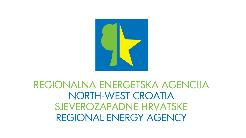 REGIONALNA ENERGETSKA AGENCIJA
NORTH-WEST CROATIA
SJEVEROZAPADNE HRVATSKE
REGIONAL ENERGY AGENCY